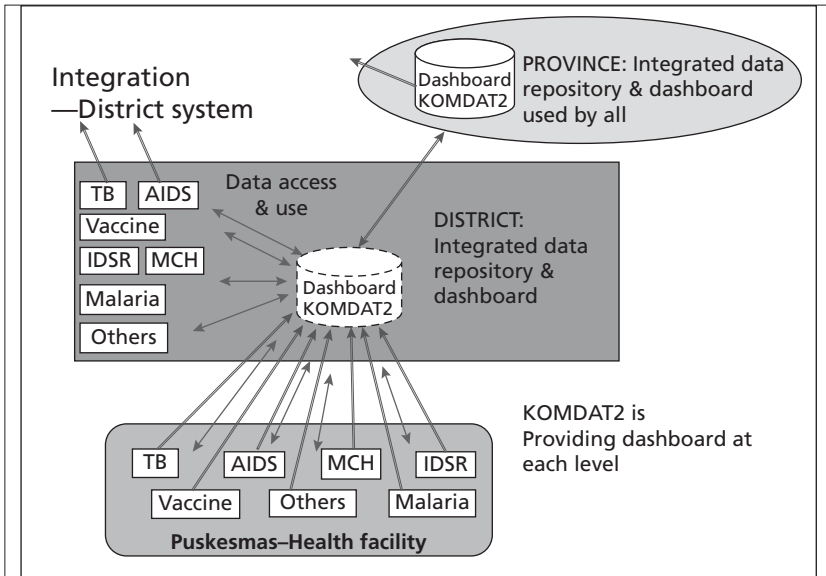 Integration
—District system
Dashboard
KOMDAT2
PROVINCE: Integrated data
repository & dashboard
used by all
TB
AIDS
Vaccine
IDSR
MCH
Malaria
Others
Data access
& use
Dashboard
KOMDAT2
DISTRICT:
Integrated data
repository &
dashboard
KOMDAT2 is
Providing dashboard at
each level
TB
AIDS
MCH
IDSR
Vaccine
Others
Malaria
Puskesmas–Health facility